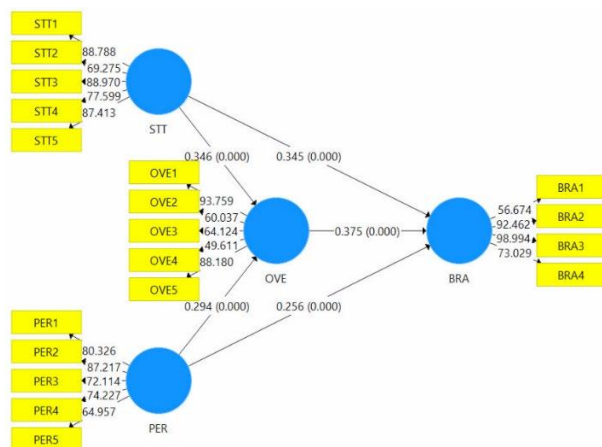 STT1
STT2
STT3
STT4
STT5
88.788
69.275
88.970
77.599
87.413
STT
0.346 (0.000)
0.345 (0.000)
OVE1
OVE2
OVE3
OVE4
OVE5
93.759
60.037
64.124
49.611
88.180
OVE
0.375 (0.000)
BRA
56.674
92.462
98.994
73.029
BRA1
BRA2
BRA3
BRA4
0.294 (0.000)
0.256 (0.000)
PER1
PER2
PER3
PER4
PER5
80.326
87.217
72.114
74.227
64.957
PER